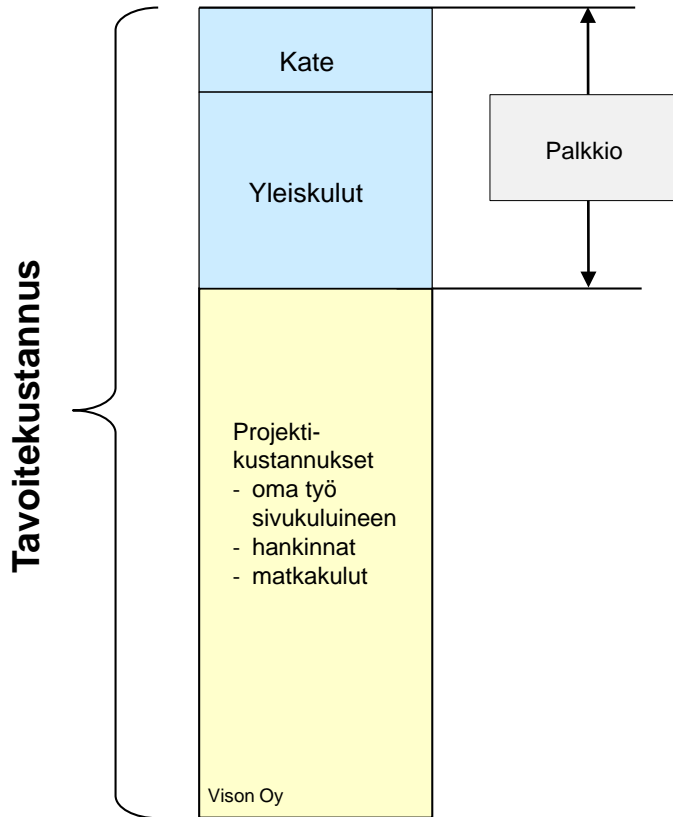 Tavoitekustannus
Kate
Yleiskulut
Palkkio
Projekti-
kustannukset
- oma työ
sivukuluineen
- hankinnat
- matkakulut
Vison Oy